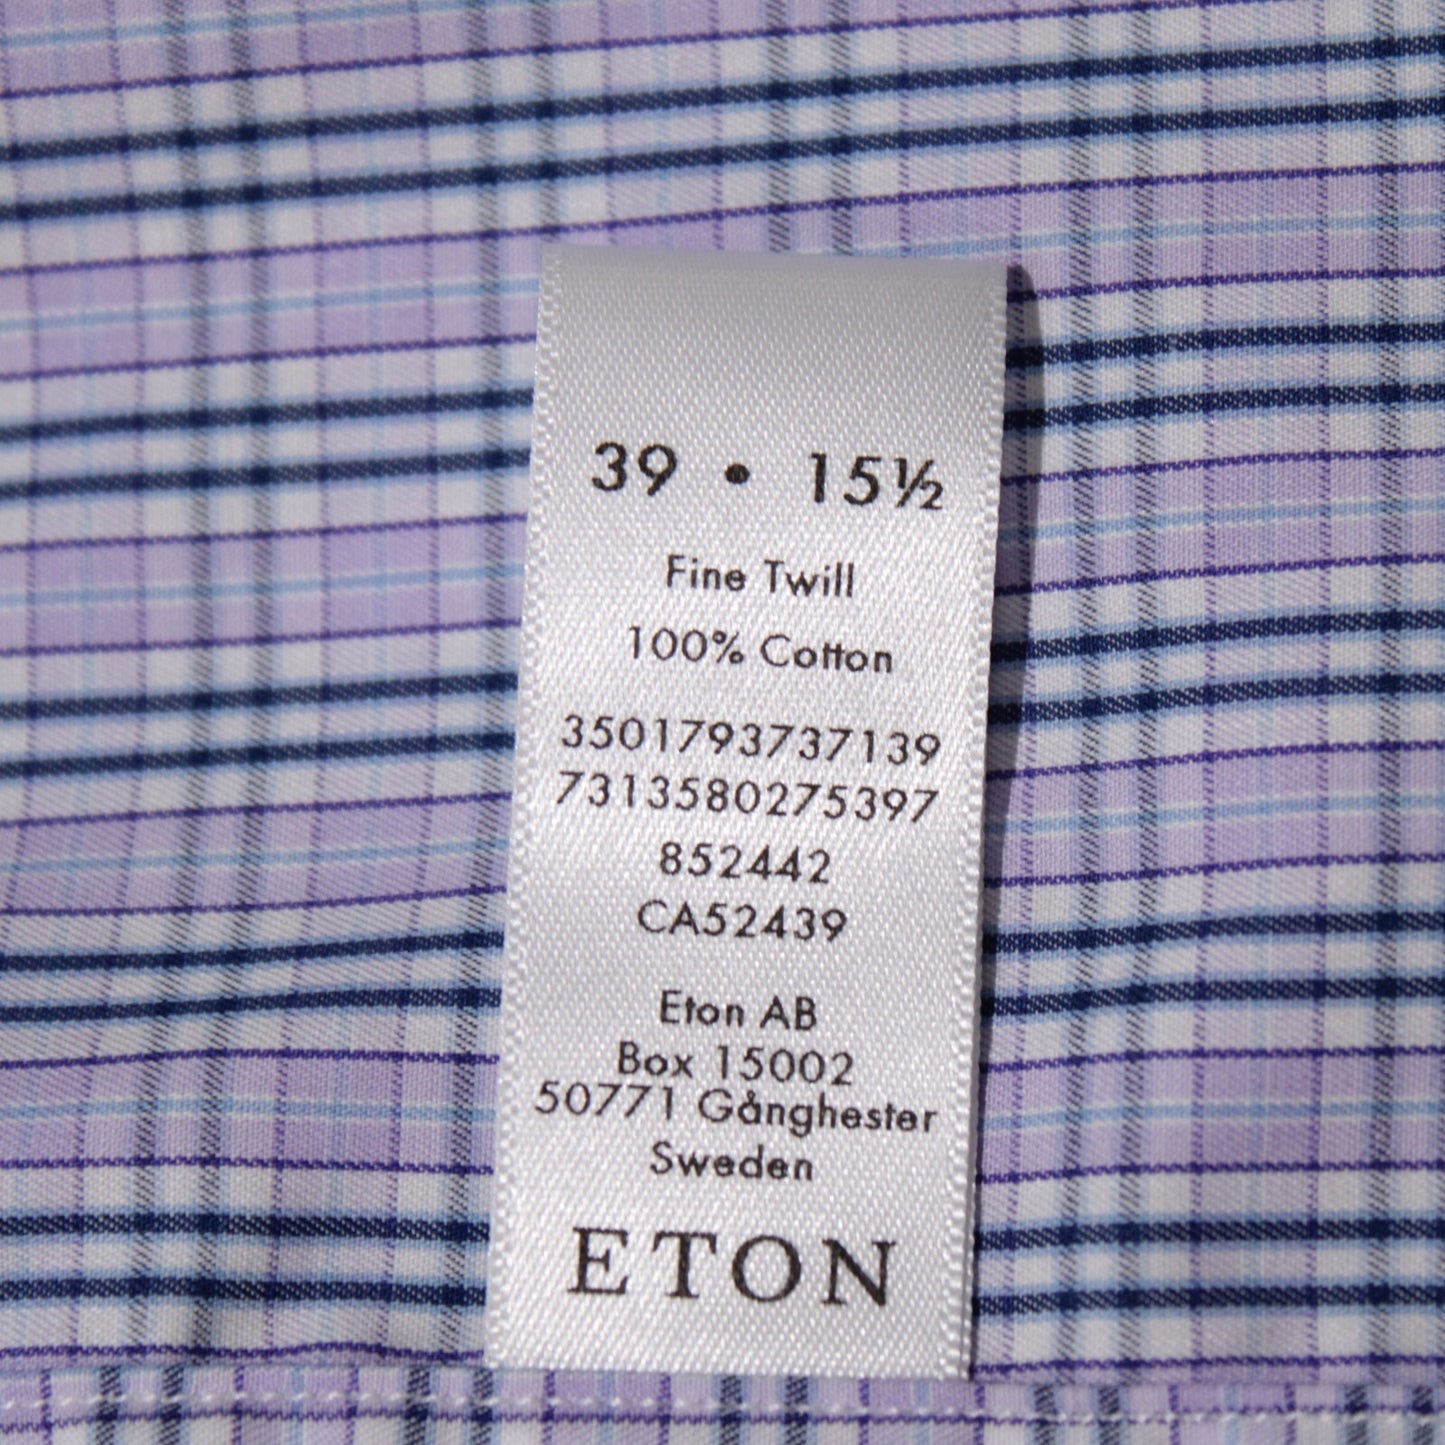 39 • 15½
Fine Twill
100% Cotton
3501793737139
7313580275397
852442
CA52439
Eton AB
Box 15002
50771 Gånghester
Sweden
ETON